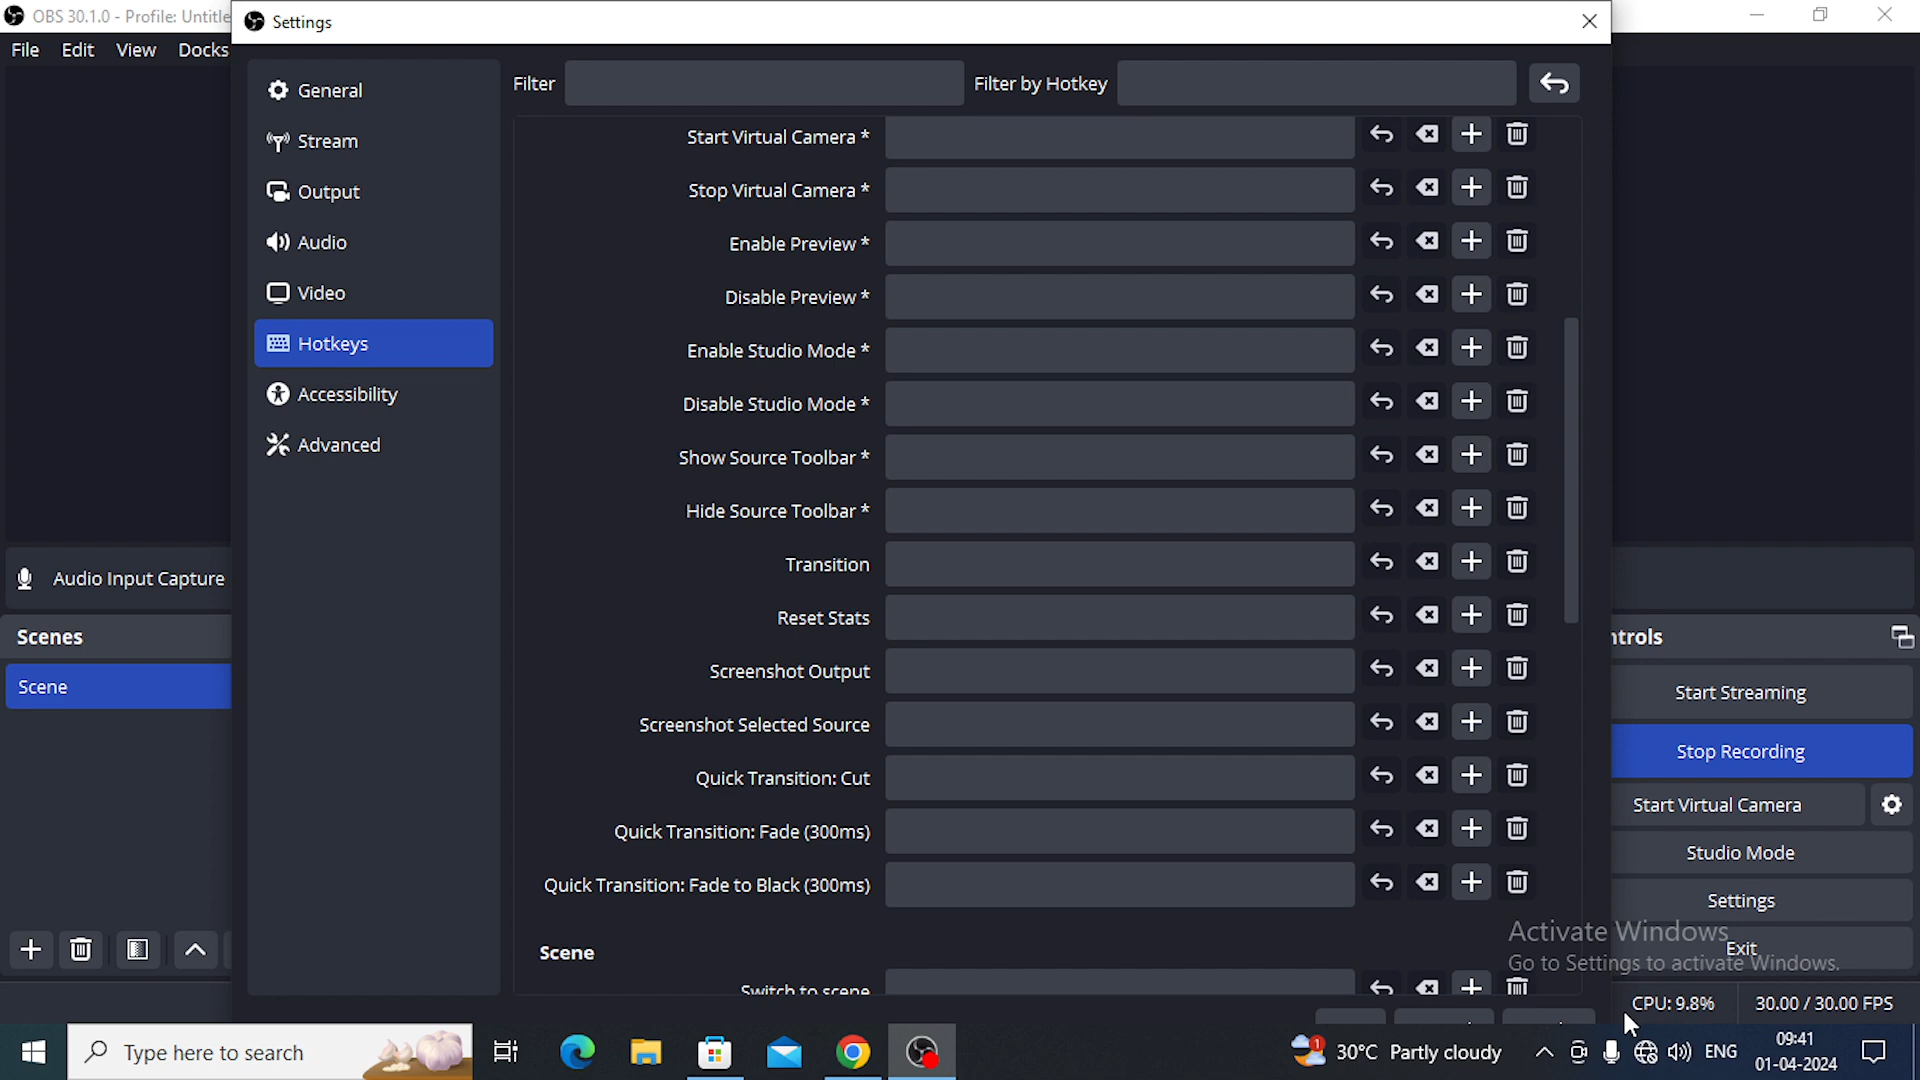 OBS 30.1.0 - Profile: Untitle
Settings
File Edit View Docks
General
Stream
Output
Audio
Video
Hotkeys
Accessibility
Advanced
Filter
Filter by Hotkey
Start Virtual Camera *
Stop Virtual Camera *
Enable Preview *
Disable Preview *
Enable Studio Mode *
Disable Studio Mode *
Show Source Toolbar *
Hide Source Toolbar *
Transition
Reset Stats
Screenshot Output
Screenshot Selected Source
Quick Transition: Cut
Quick Transition: Fade (300ms)
Quick Transition: Fade to Black (300ms)
Scene
Switch to scene
Audio Input Capture
Scenes
Scene
ntrols
Start Streaming
Stop Recording
Start Virtual Camera
Studio Mode
Settings
Exit
Activate Windows
Go to Settings to activate Windows.
CPU: 9.8%
30.00 / 30.00 FPS
Type here to search
1
30°C Partly cloudy
ENG
09:41
01-04-2024